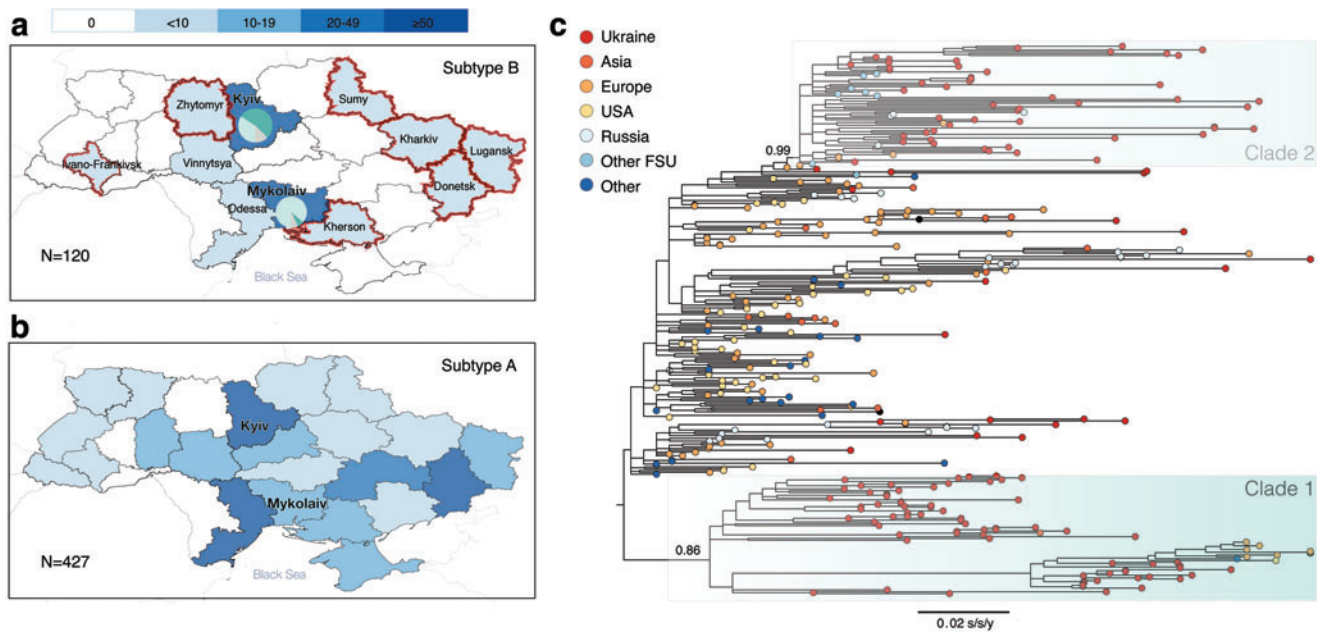 a
0
<10
10-19
20-49
≥50
Subtype B
Zhytomyr
Kyiv
Sumy
Kharkiv
Lugansk
Ivano-Frankivsk
Vinnytsya
Donetsk
Mykolaiv
Odessa
Kherson
N=120
Black Sea
b
Subtype A
Kyiv
Mykolaiv
N=427
Black Sea
c
Ukraine
Asia
Europe
USA
Russia
Other FSU
Other
0.99
Clade 2
Clade 1
0.86
0.02 s/s/y